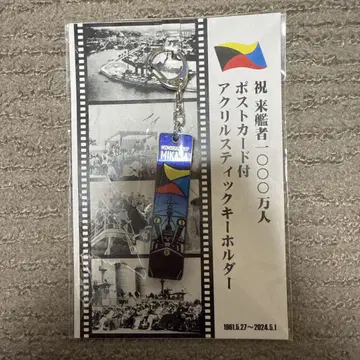 祝 来艦者一〇〇〇万人
ポストカード付
アクリルスティックキーホルダー
1961.5.27～2024.5.1
MEMORIAL SHIP
MIKASA